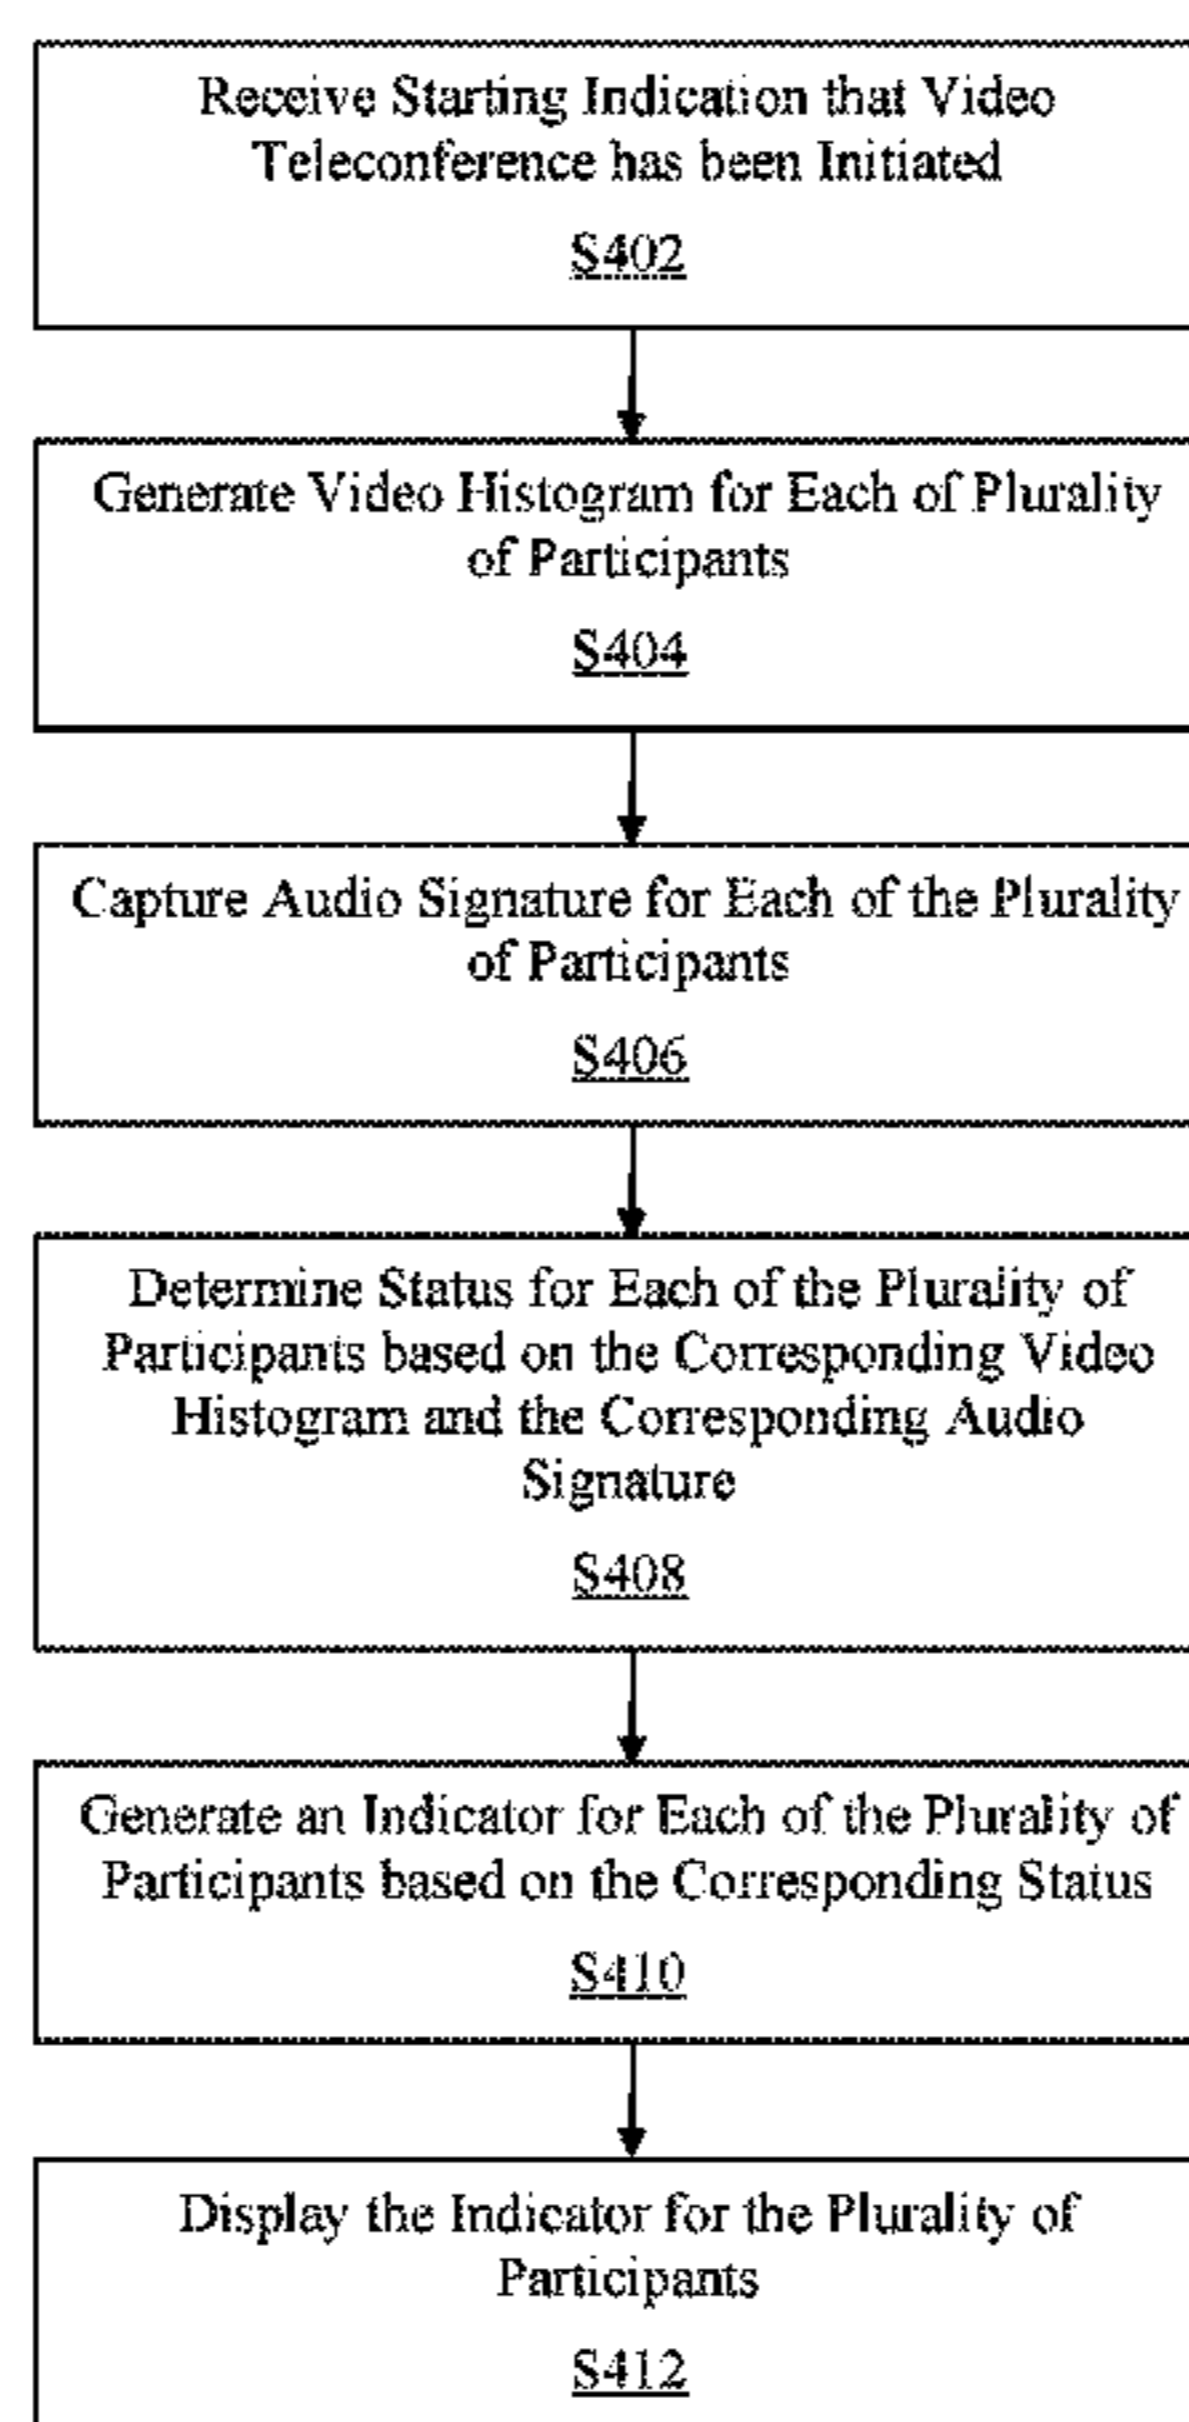 Receive Starting Indication that Video
Teleconference has been Initiated
S402
Generate Video Histogram for Each of Plurality
of Participants
S404
Capture Audio Signature for Each of the Plurality
of Participants
S406
Determine Status for Each of the Plurality of
Participants based on the Corresponding Video
Histogram and the Corresponding Audio
Signature
S408
Generate an Indicator for Each of the Plurality of
Participants based on the Corresponding Status
S410
Display the Indicator for the Plurality of
Participants
S412